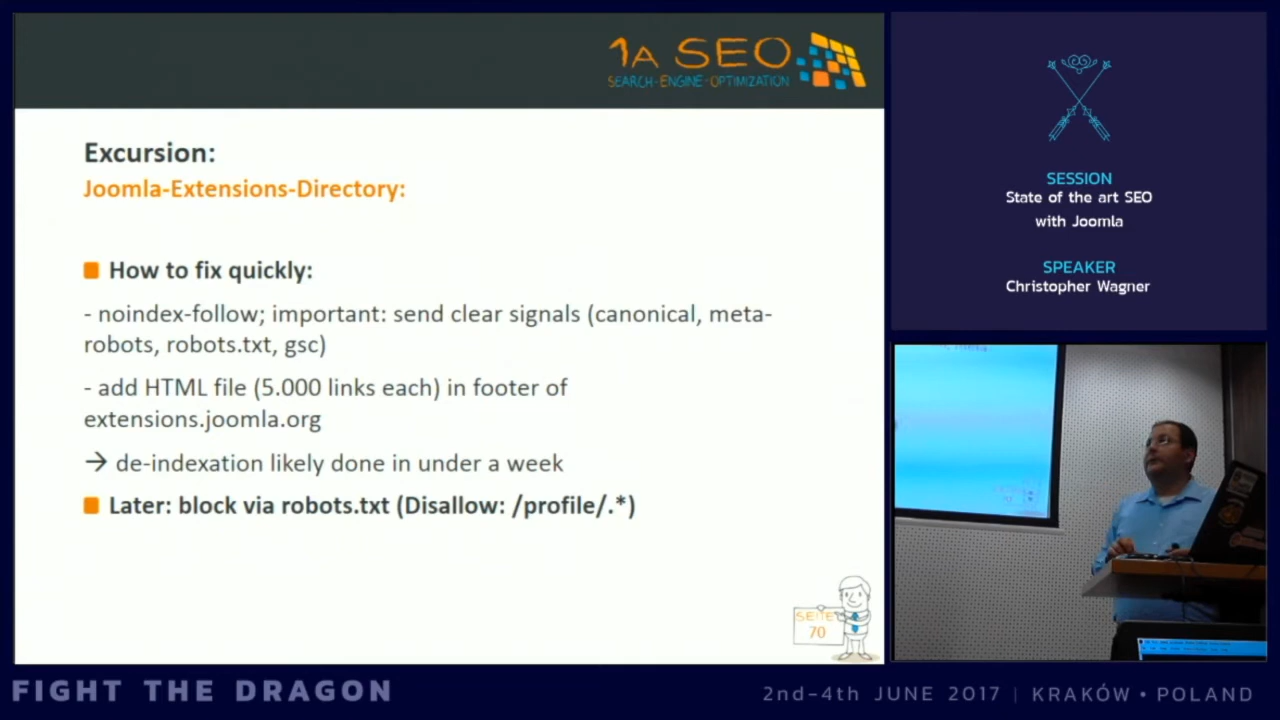 1A SEO
SEARCH-ENGINE-OPTIMIZATION
Excursion:
Joomla-Extensions-Directory:
How to fix quickly:
- noindex-follow; important: send clear signals (canonical, meta-
robots, robots.txt, gsc)
- add HTML file (5.000 links each) in footer of
extensions.joomla.org
→ de-indexation likely done in under a week
Later: block via robots.txt (Disallow: /profile/.*)
SEITE
70
SESSION
State of the art SEO
with Joomla
SPEAKER
Christopher Wagner
FIGHT THE DRAGON
2nd-4th JUNE 2017 | KRAKÓW • POLAND